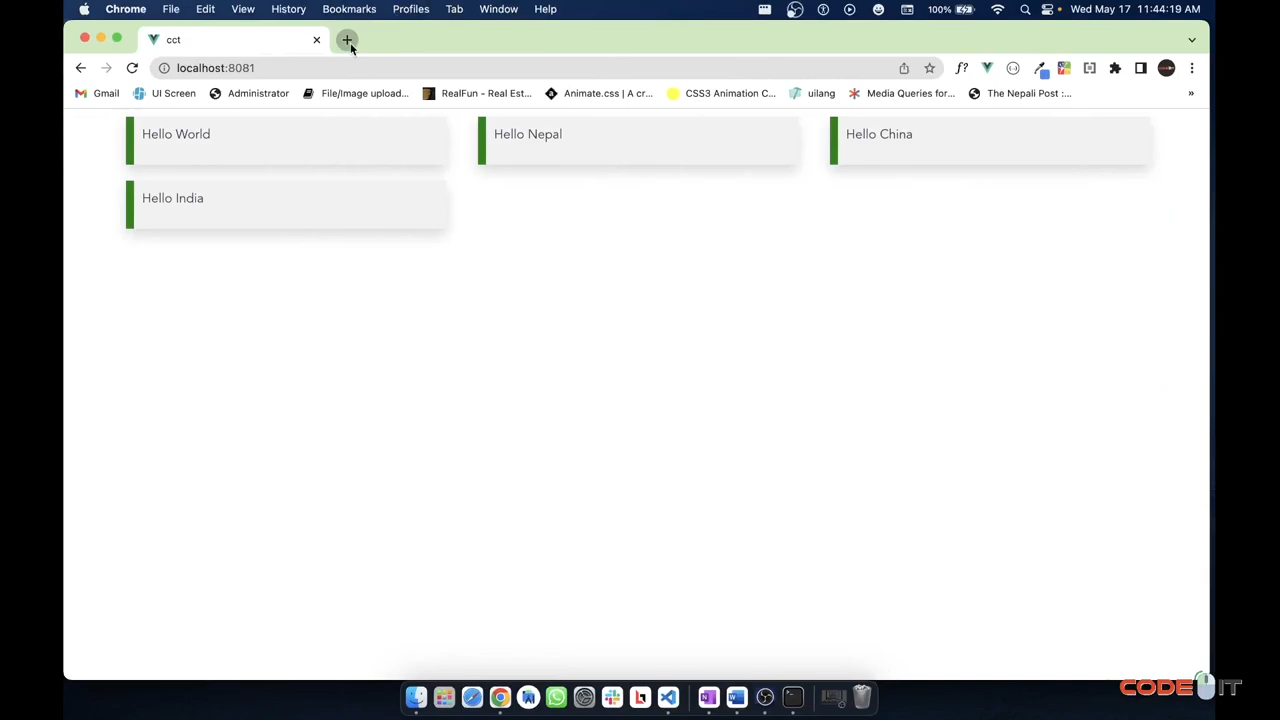 Chrome File Edit View History Bookmarks Profiles Tab Window Help 100% Wed May 17 11:44:19 AM
cct
localhost:8081
f?
Gmail UI Screen Administrator File/Image upload... RealFun - Real Est... Animate.css | A cr... CSS3 Animation C... uilang Media Queries for... The Nepali Post :... »
Hello World Hello Nepal Hello China
Hello India
CODE IT